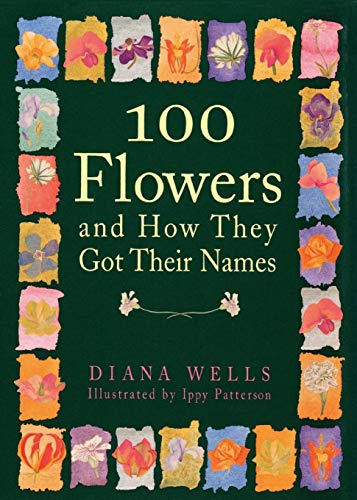 100
Flowers
and How They
Got Their Names
DIANA WELLS
Illustrated by Ippy Patterson